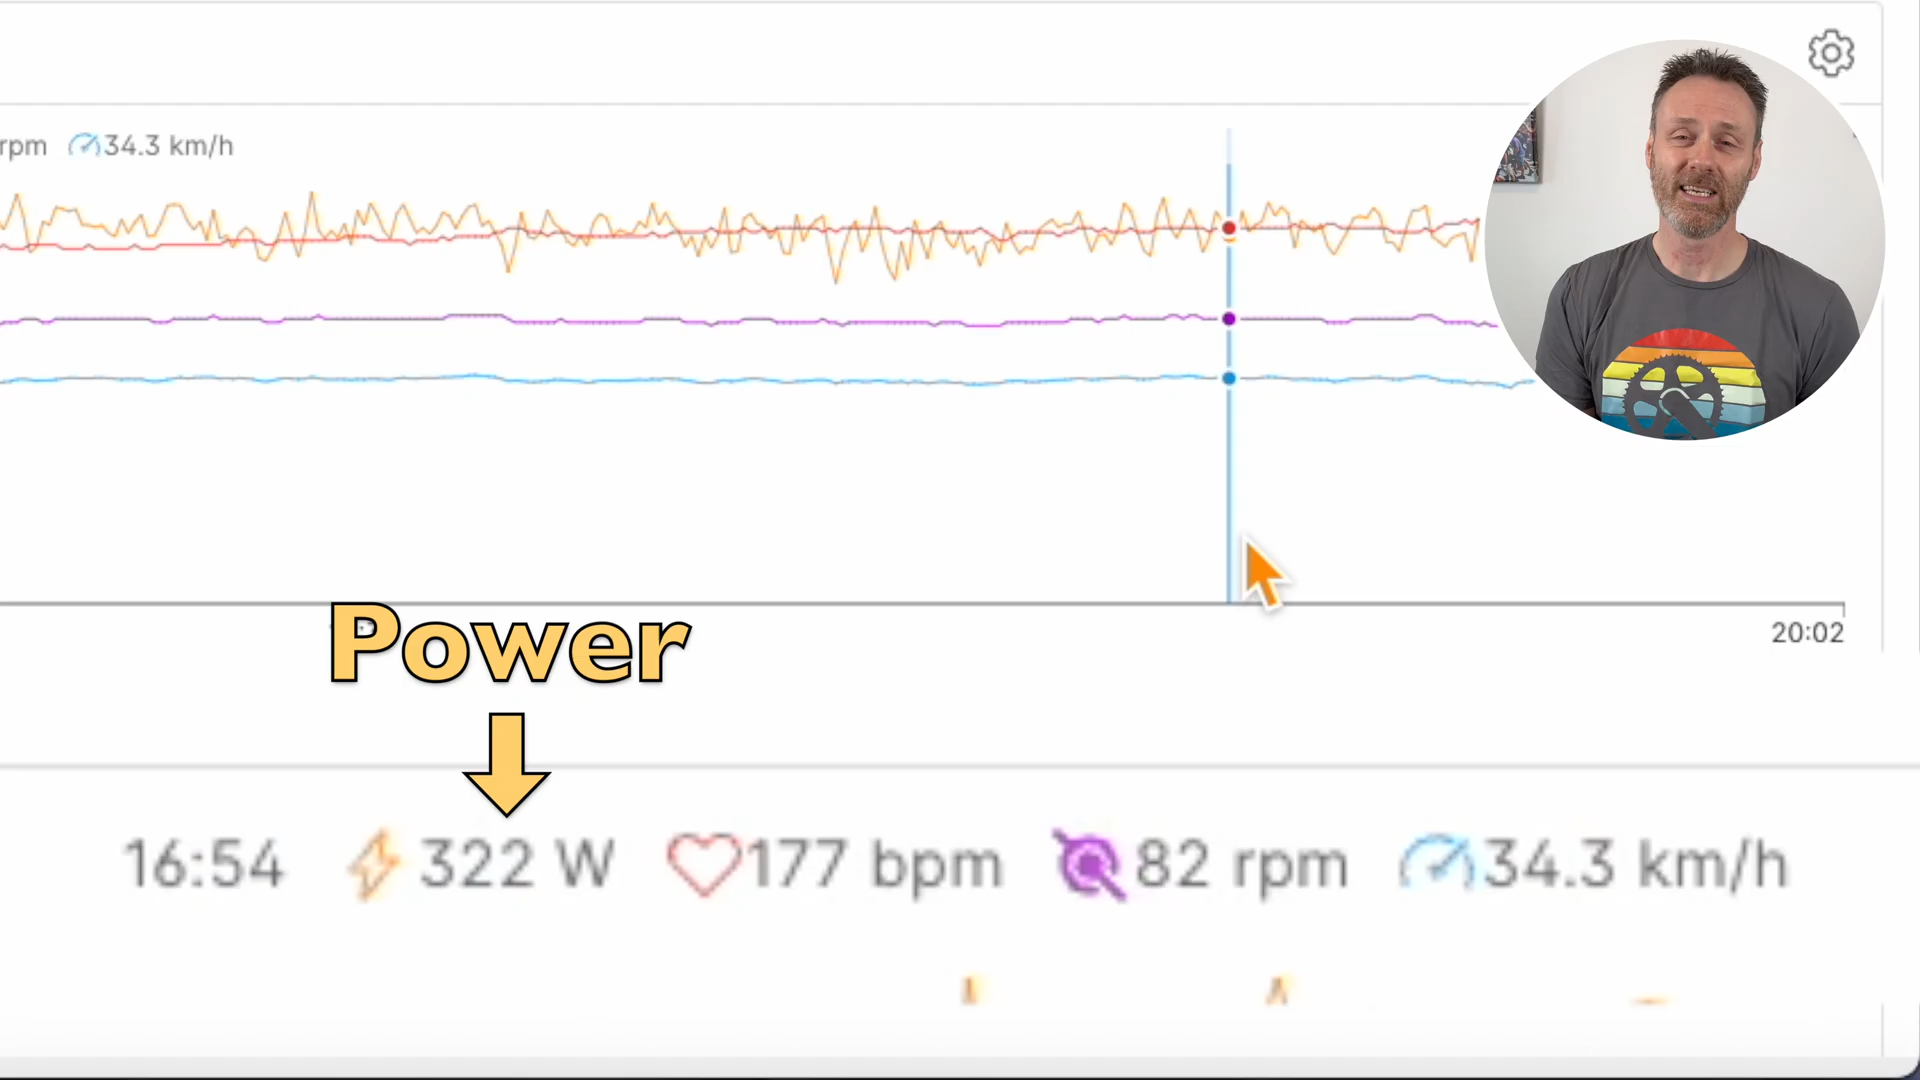 rpm 34.3 km/h
20:02
Power
16:54 322 W 177 bpm 82 rpm 34.3 km/h